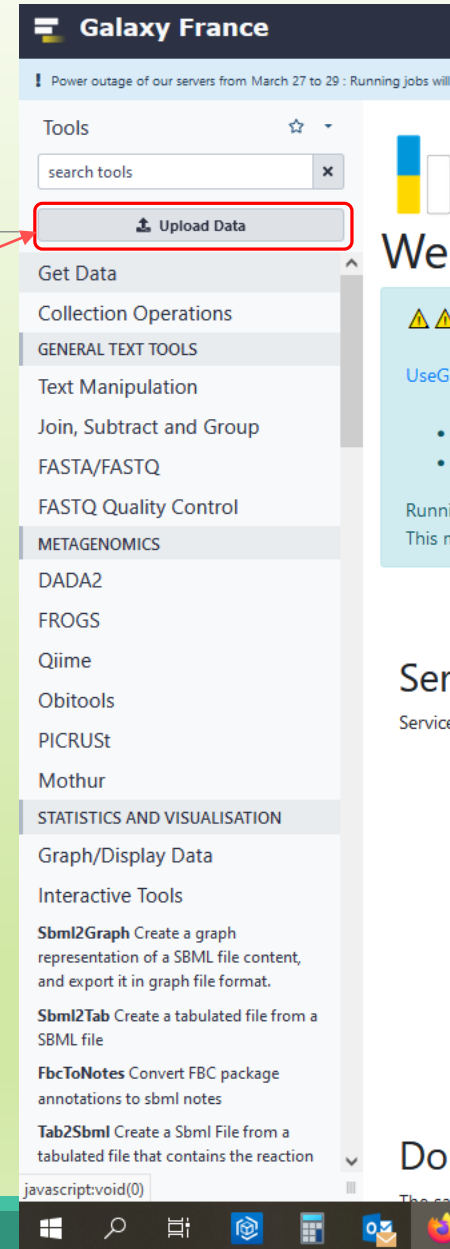 Galaxy France
! Power outage of our servers from March 27 to 29 : Running jobs will
Tools
search tools
Upload Data
Get Data
Collection Operations
GENERAL TEXT TOOLS
Text Manipulation
Join, Subtract and Group
FASTA/FASTQ
FASTQ Quality Control
METAGENOMICS
DADA2
FROGS
Qiime
Obitools
PICRUSt
Mothur
STATISTICS AND VISUALISATION
Graph/Display Data
Interactive Tools
Sbml2Graph Create a graph
representation of a SBML file content,
and export it in graph file format.
Sbml2Tab Create a tabulated file from a
SBML file
FbcToNotes Convert FBC package
annotations to sbml notes
Tab2Sbml Create a Sbml File from a
tabulated file that contains the reaction
javascript:void(0)
We
UseG
Runni
This
Ser
Service
Do